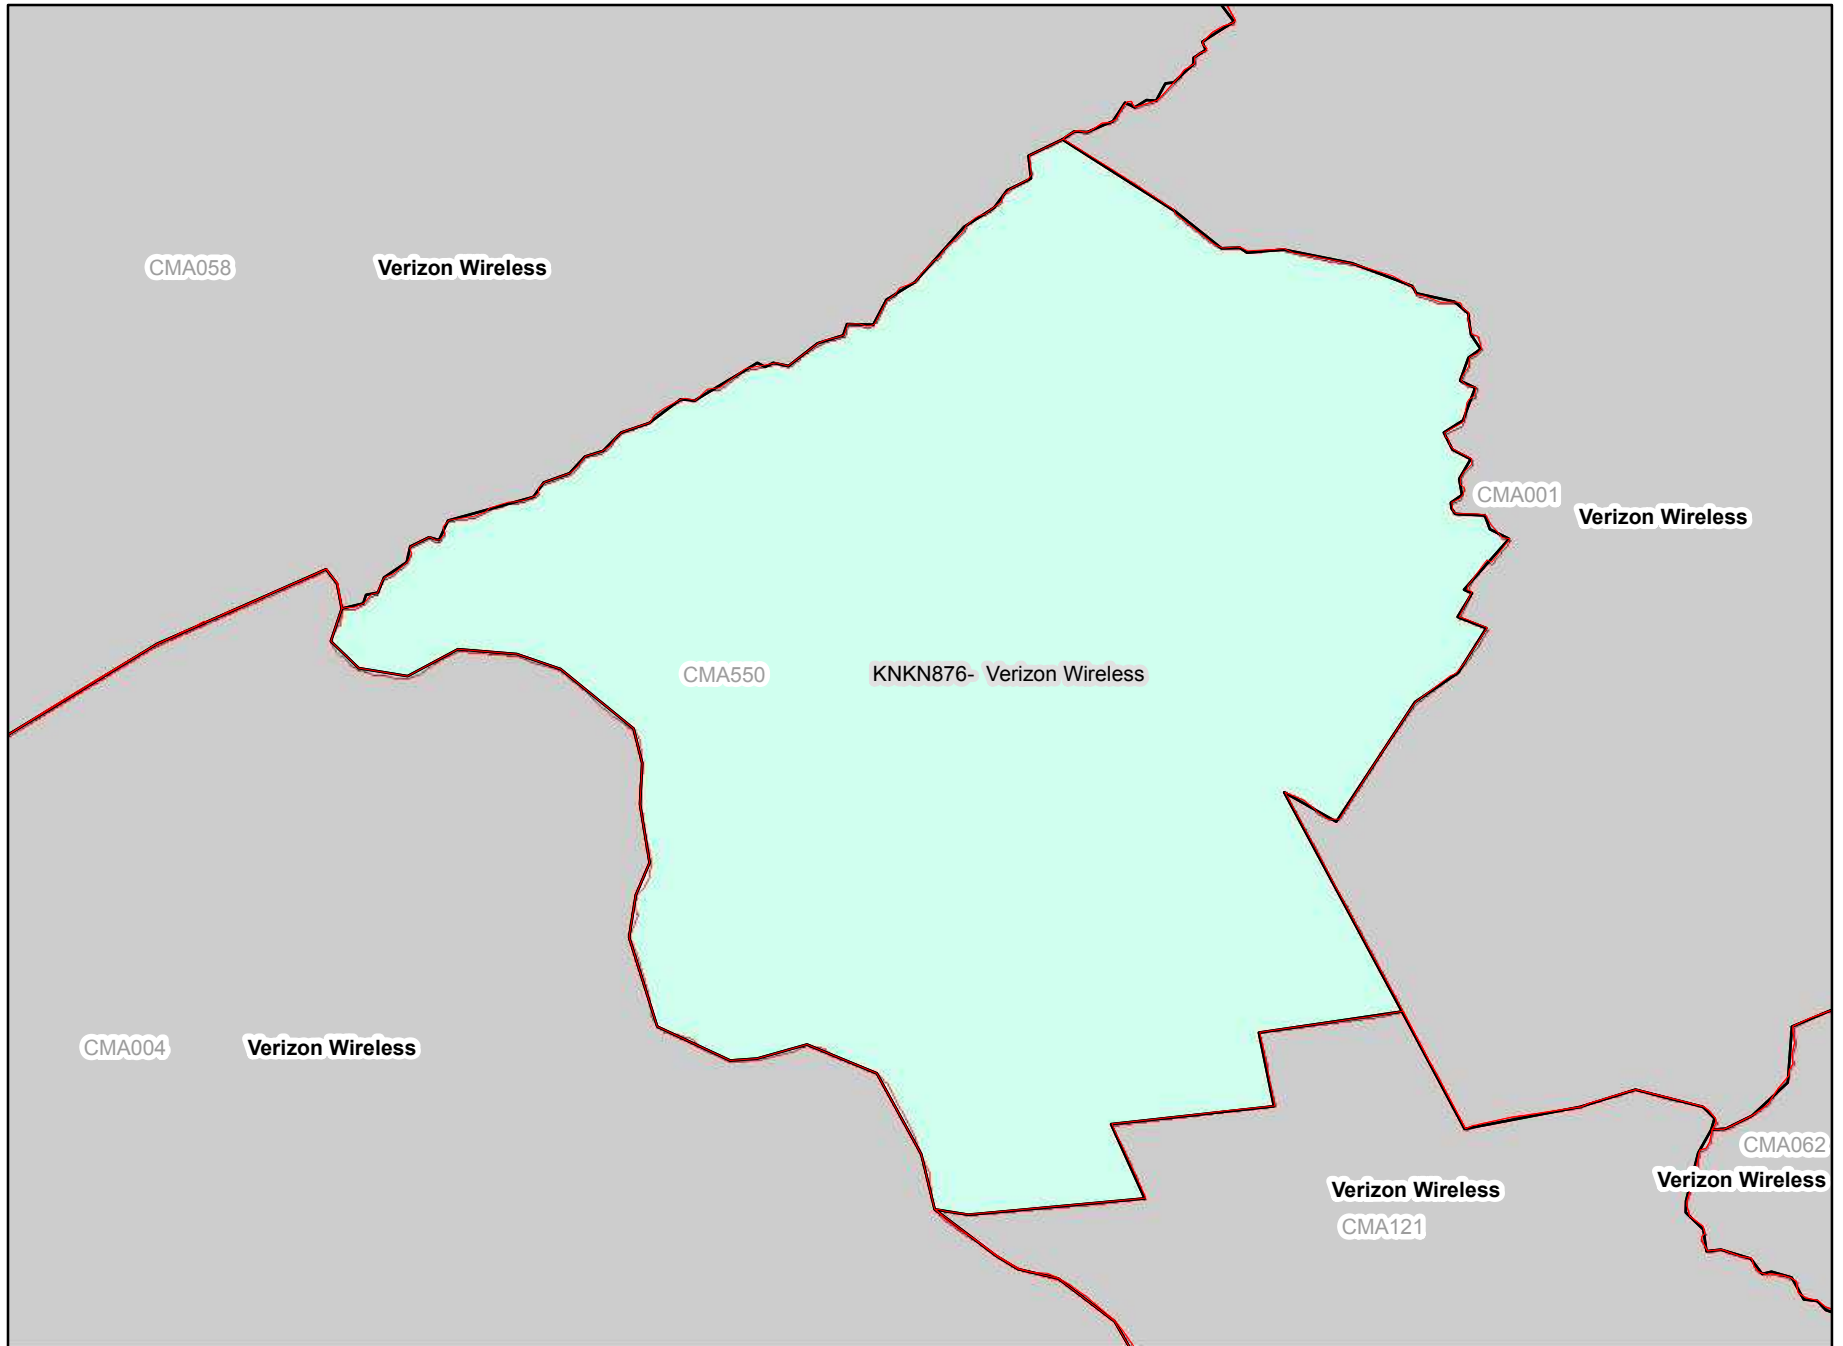 CMA058 Verizon Wireless
CMA001
Verizon Wireless
CMA550 KNKN876- Verizon Wireless
CMA004 Verizon Wireless
CMA062
Verizon Wireless
Verizon Wireless
CMA121